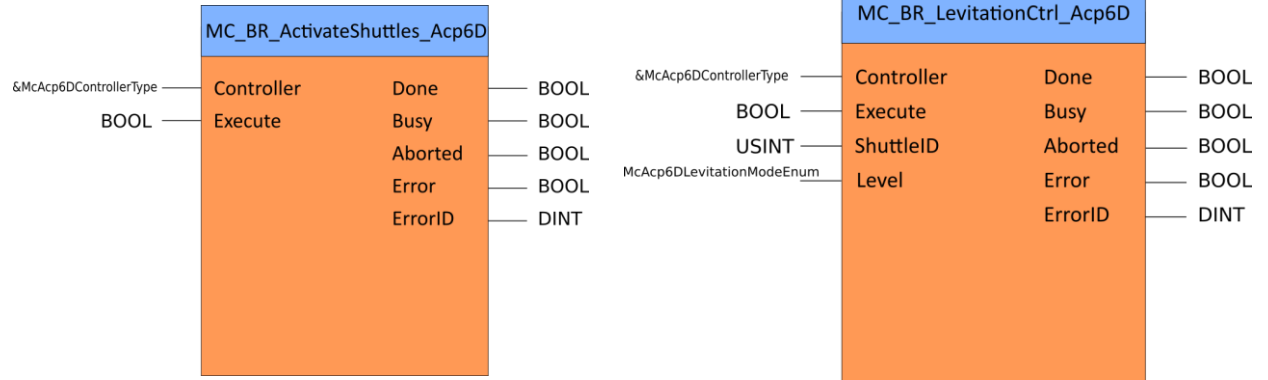 MC_BR_ActivateShuttles_Acp6D
&McAcp6DControllerType Controller Done BOOL
BOOL Execute Busy BOOL
Aborted BOOL
Error BOOL
ErrorID DINT
MC_BR_LevitationCtrl_Acp6D
&McAcp6DControllerType Controller Done BOOL
BOOL Execute Busy BOOL
USINT ShuttleID Aborted BOOL
McAcp6DLevitationModeEnum Level Error BOOL
ErrorID DINT